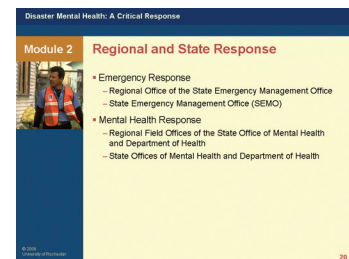 Disaster Mental Health: A Critical Response
Module 2
Regional and State Response
▪ Emergency Response
– Regional Office of the State Emergency Management Office
– State Emergency Management Office (SEMO)
▪ Mental Health Response
– Regional Field Offices of the State Office of Mental Health
and Department of Health
– State Offices of Mental Health and Department of Health
University of Rochester
20